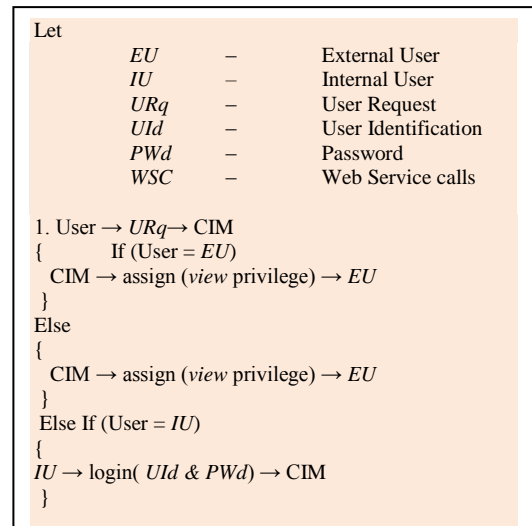 Let
EU – External User
IU – Internal User
URq – User Request
UId – User Identification
PWd – Password
WSC – Web Service calls
1. User → URq→ CIM
{ If (User = EU)
CIM → assign (view privilege) → EU
}
Else
{
CIM → assign (view privilege) → EU
}
Else If (User = IU)
{
IU → login( UId & PWd) → CIM
}